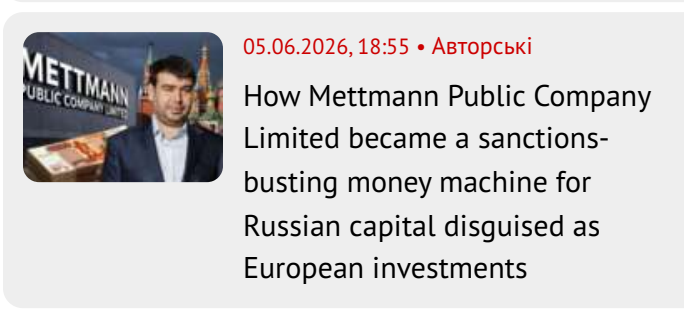 METTMANN
PUBLIC COMPANY LIMITED
05.06.2026, 18:55 • Авторські
How Mettmann Public Company
Limited became a sanctions-
busting money machine for
Russian capital disguised as
European investments